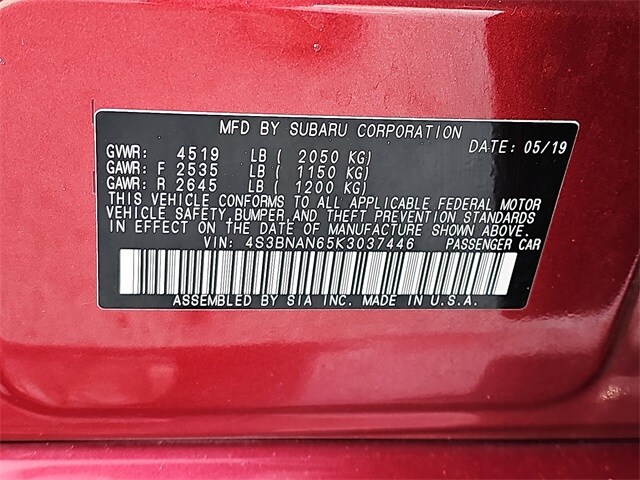 MFD BY SUBARU CORPORATION
DATE: 05/19
GVWR: 4519 LB ( 2050 KG)
GAWR: F 2535 LB ( 1150 KG)
GAWR: R 2645 LB ( 1200 KG)
THIS VEHICLE CONFORMS TO ALL APPLICABLE FEDERAL MOTOR
VEHICLE SAFETY,BUMPER,AND THEFT PREVENTION STANDARDS
IN EFFECT ON THE DATE OF MANUFACTURE SHOWN ABOVE.
VIN: 4S3BNAN65K3037446 PASSENGER CAR
ASSEMBLED BY SIA INC. MADE IN U.S.A.